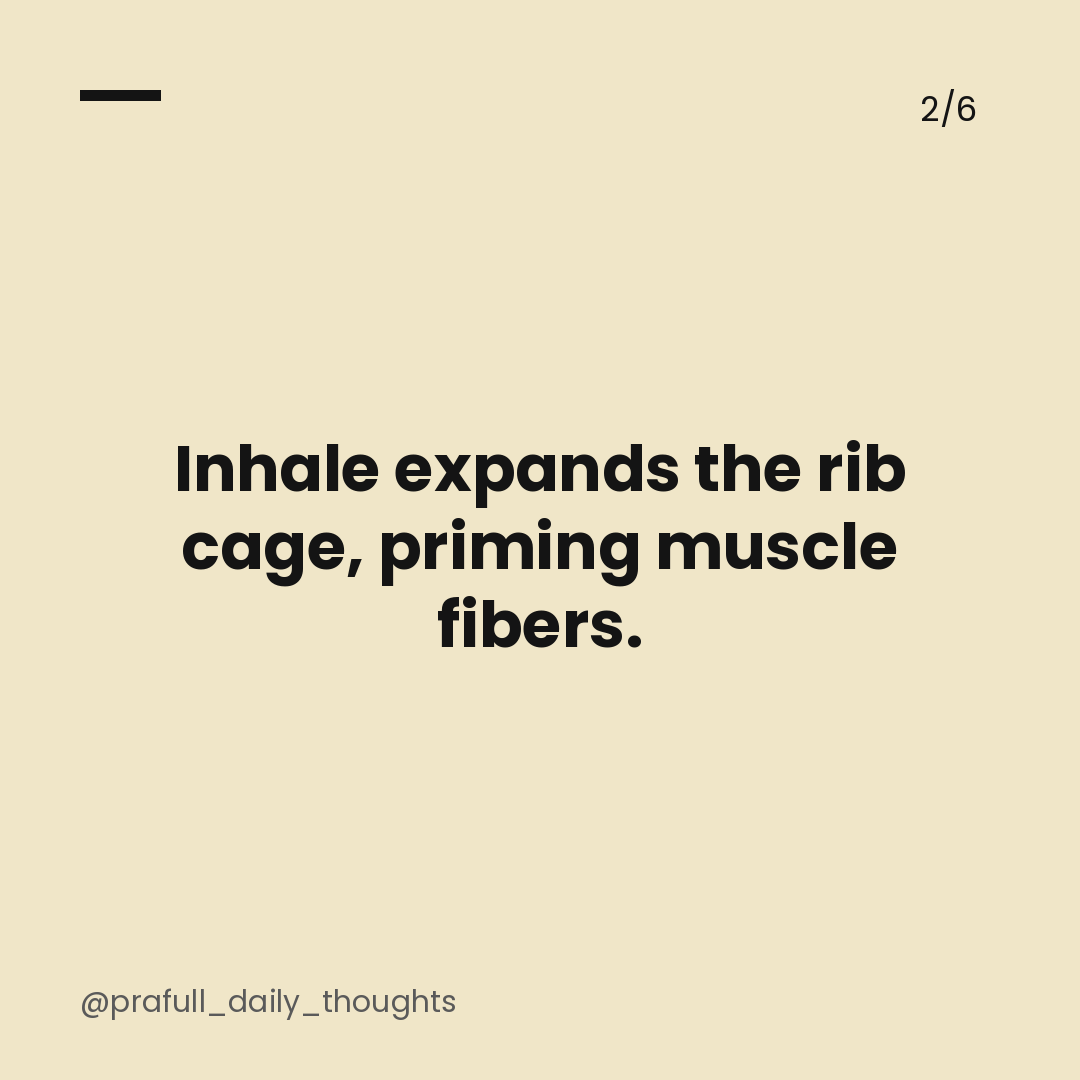 2/6
Inhale expands the rib
cage, priming muscle
fibers.
@prafull_daily_thoughts